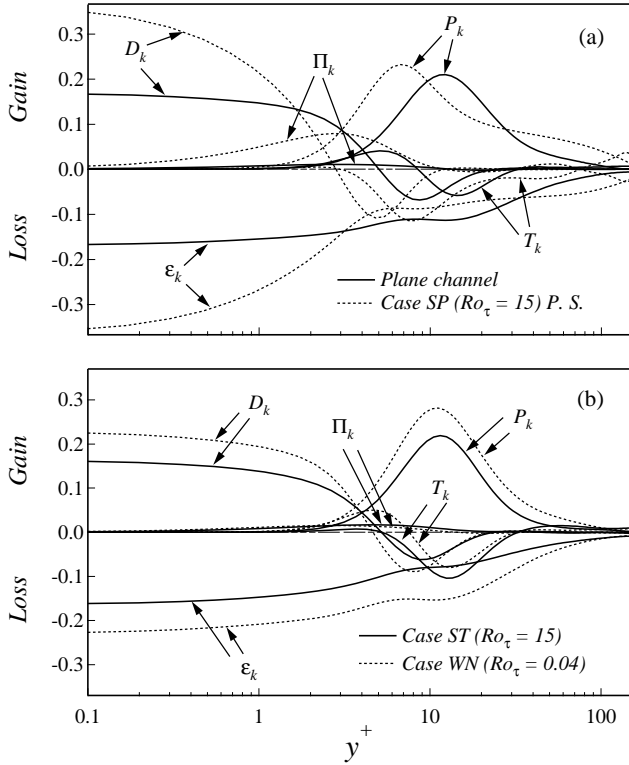 (a)
Gain
Loss
0.3
0.2
0.1
0.0
-0.1
-0.2
-0.3
D_k
Π_k
P_k
T_k
ε_k
Plane channel
Case SP (Ro_τ = 15) P. S.
(b)
Gain
Loss
0.3
0.2
0.1
0.0
-0.1
-0.2
-0.3
D_k
Π_k
P_k
P_k
T_k
ε_k
Case ST (Ro_τ = 15)
Case WN (Ro_τ = 0.04)
0.1 1 10 100
y^+